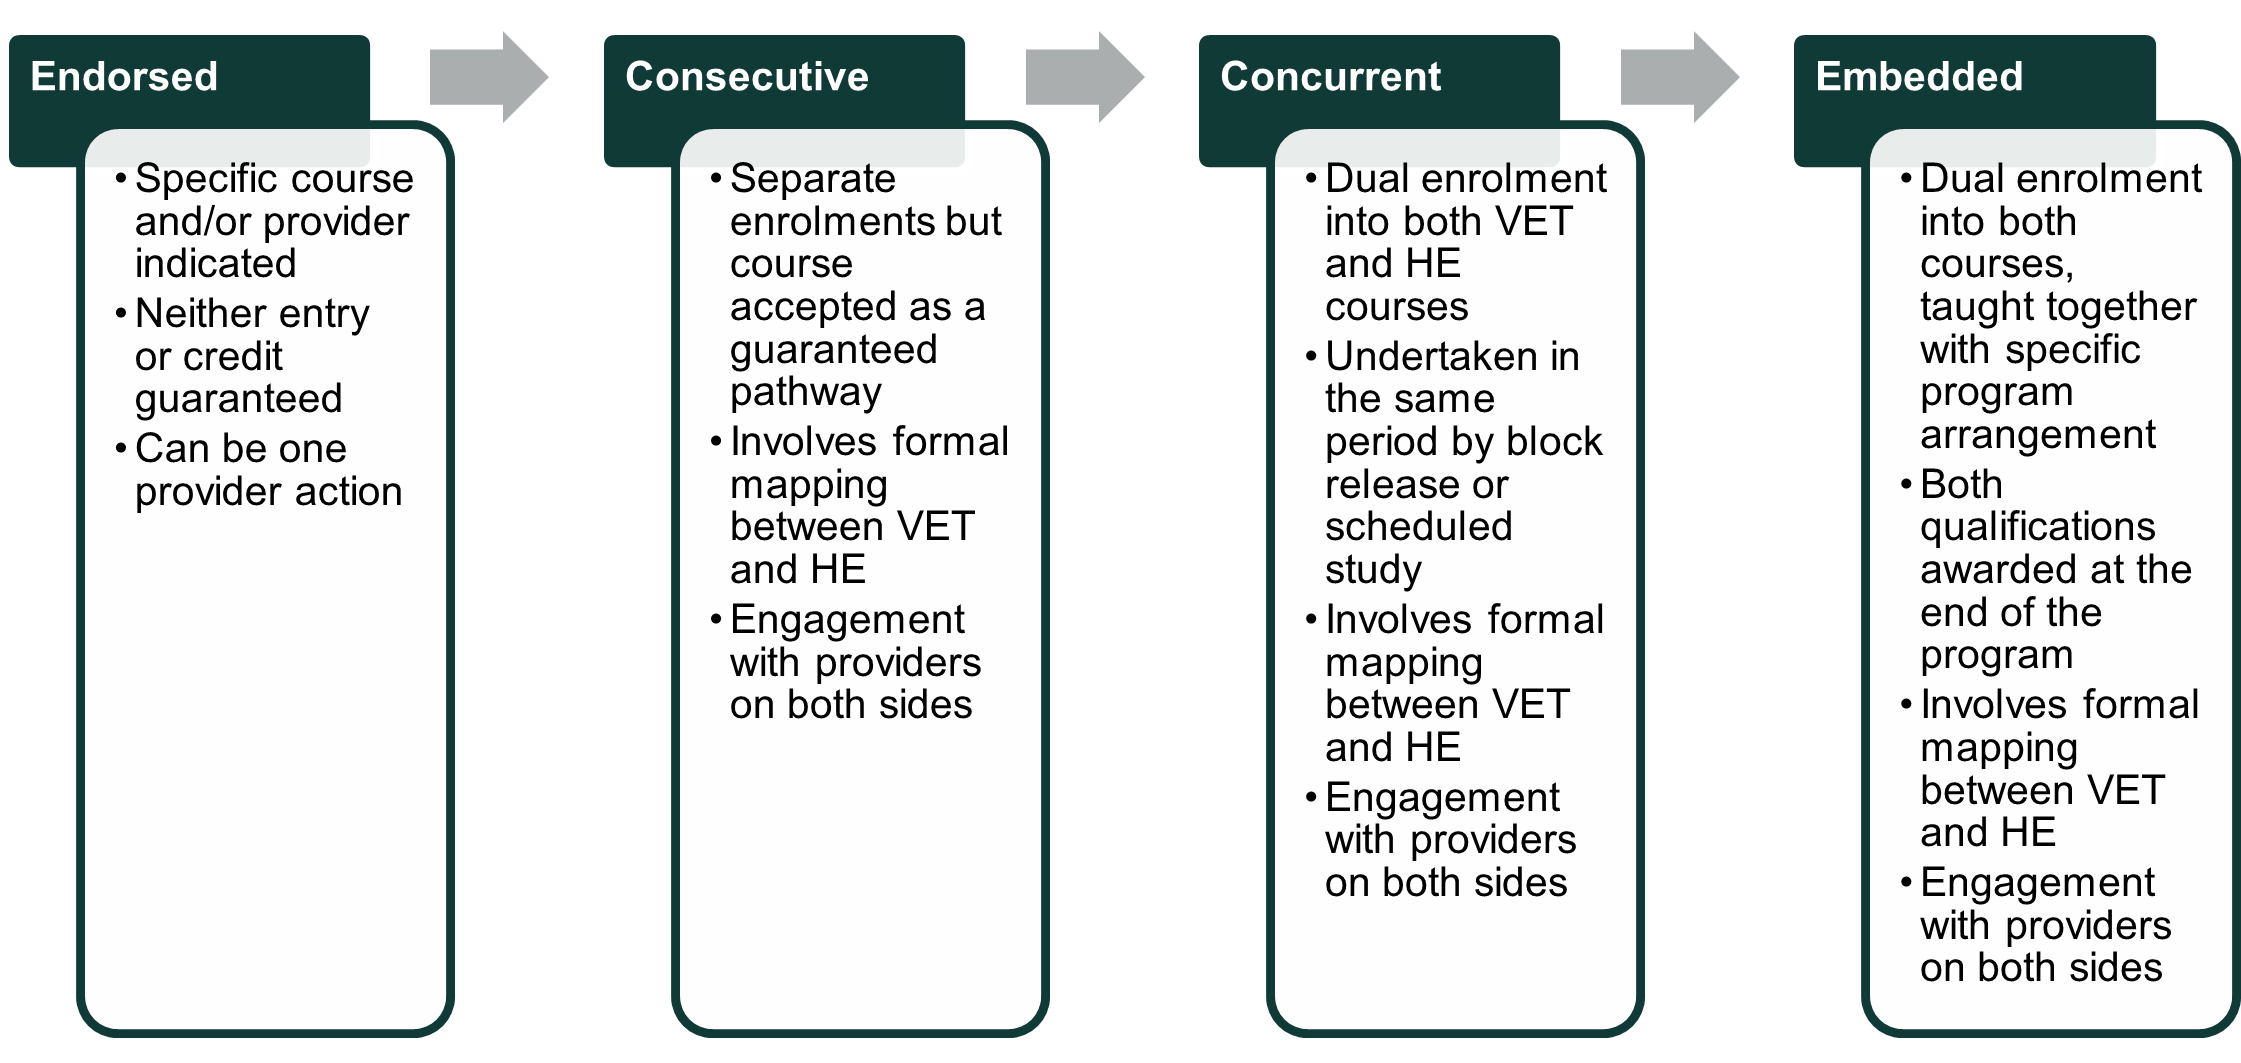 Endorsed
• Specific course
and/or provider
indicated
• Neither entry
or credit
guaranteed
• Can be one
provider action
Consecutive
• Separate
enrolments but
course
accepted as a
guaranteed
pathway
• Involves formal
mapping
between VET
and HE
• Engagement
with providers
on both sides
Concurrent
• Dual enrolment
into both VET
and HE
courses
• Undertaken in
the same
period by block
release or
scheduled
study
• Involves formal
mapping
between VET
and HE
• Engagement
with providers
on both sides
Embedded
• Dual enrolment
into both
courses,
taught together
with specific
program
arrangement
• Both
qualifications
awarded at the
end of the
program
• Involves formal
mapping
between VET
and HE
• Engagement
with providers
on both sides